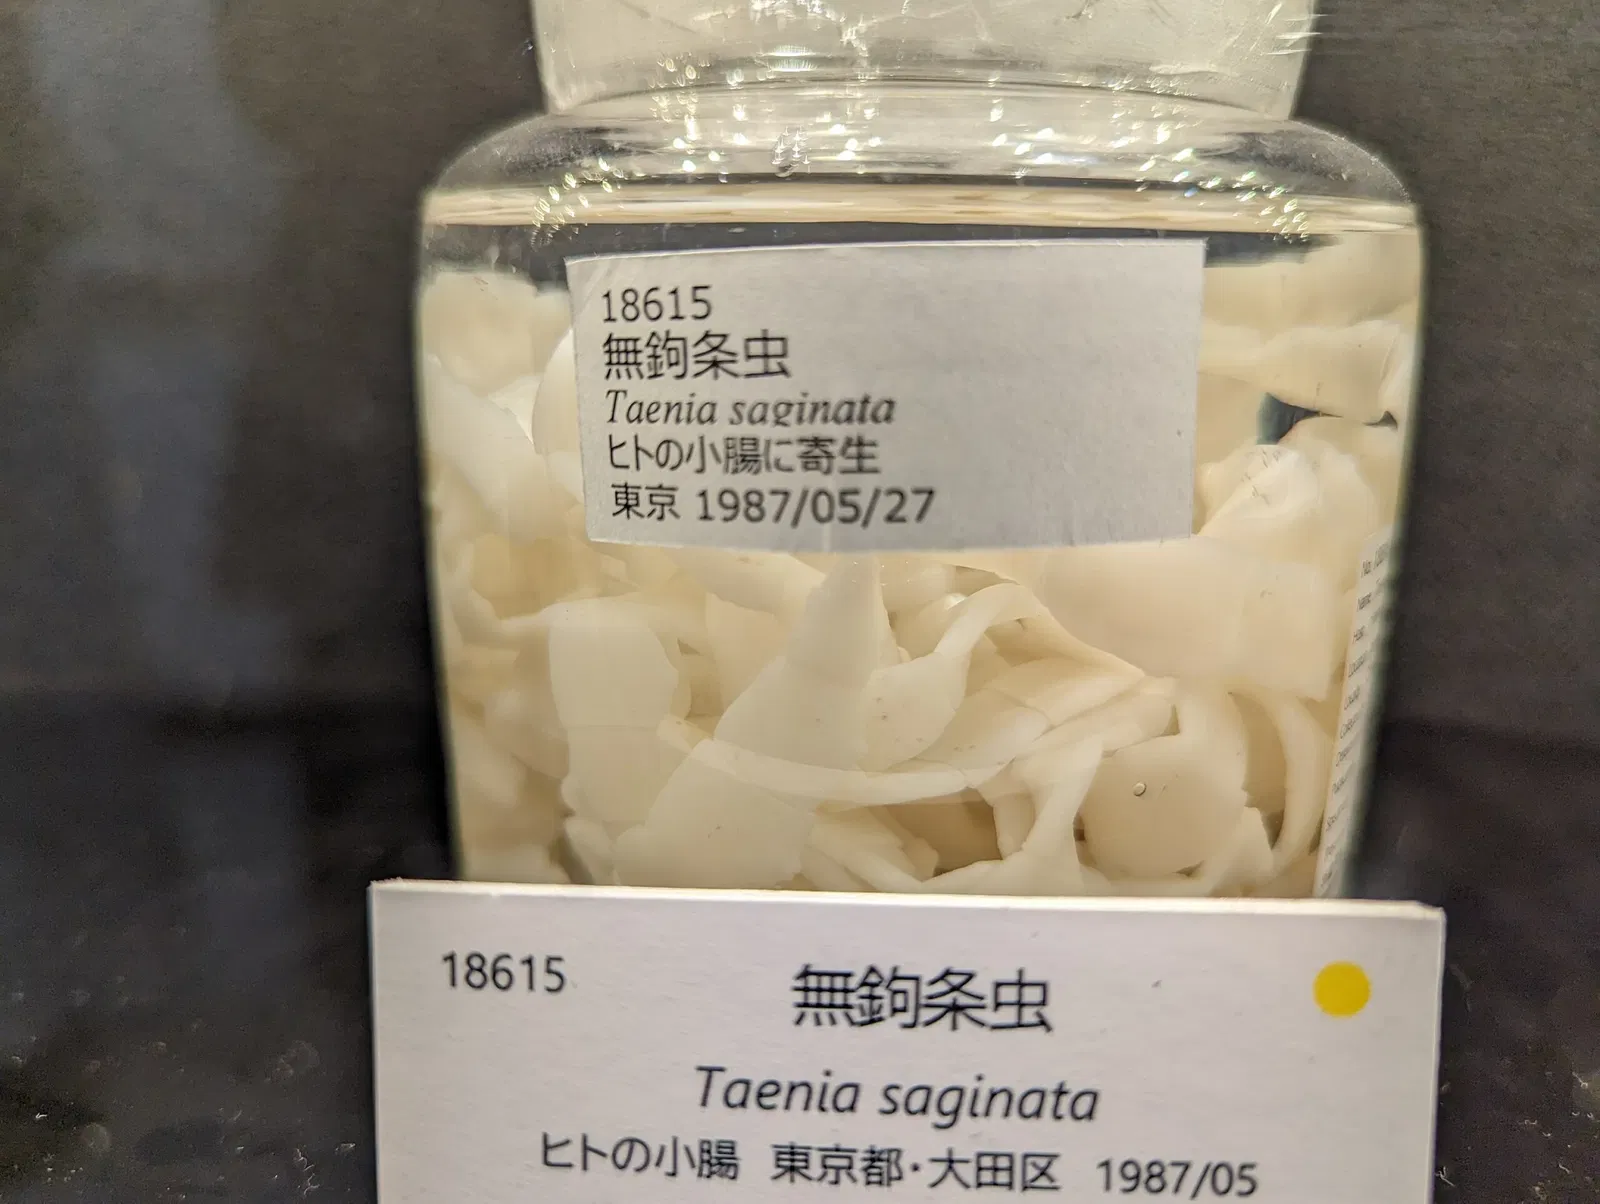 18615
無鉤条虫
Taenia saginata
ヒトの小腸に寄生
東京 1987/05/27
18615
無鉤条虫
Taenia saginata
ヒトの小腸 東京都・大田区 1987/05